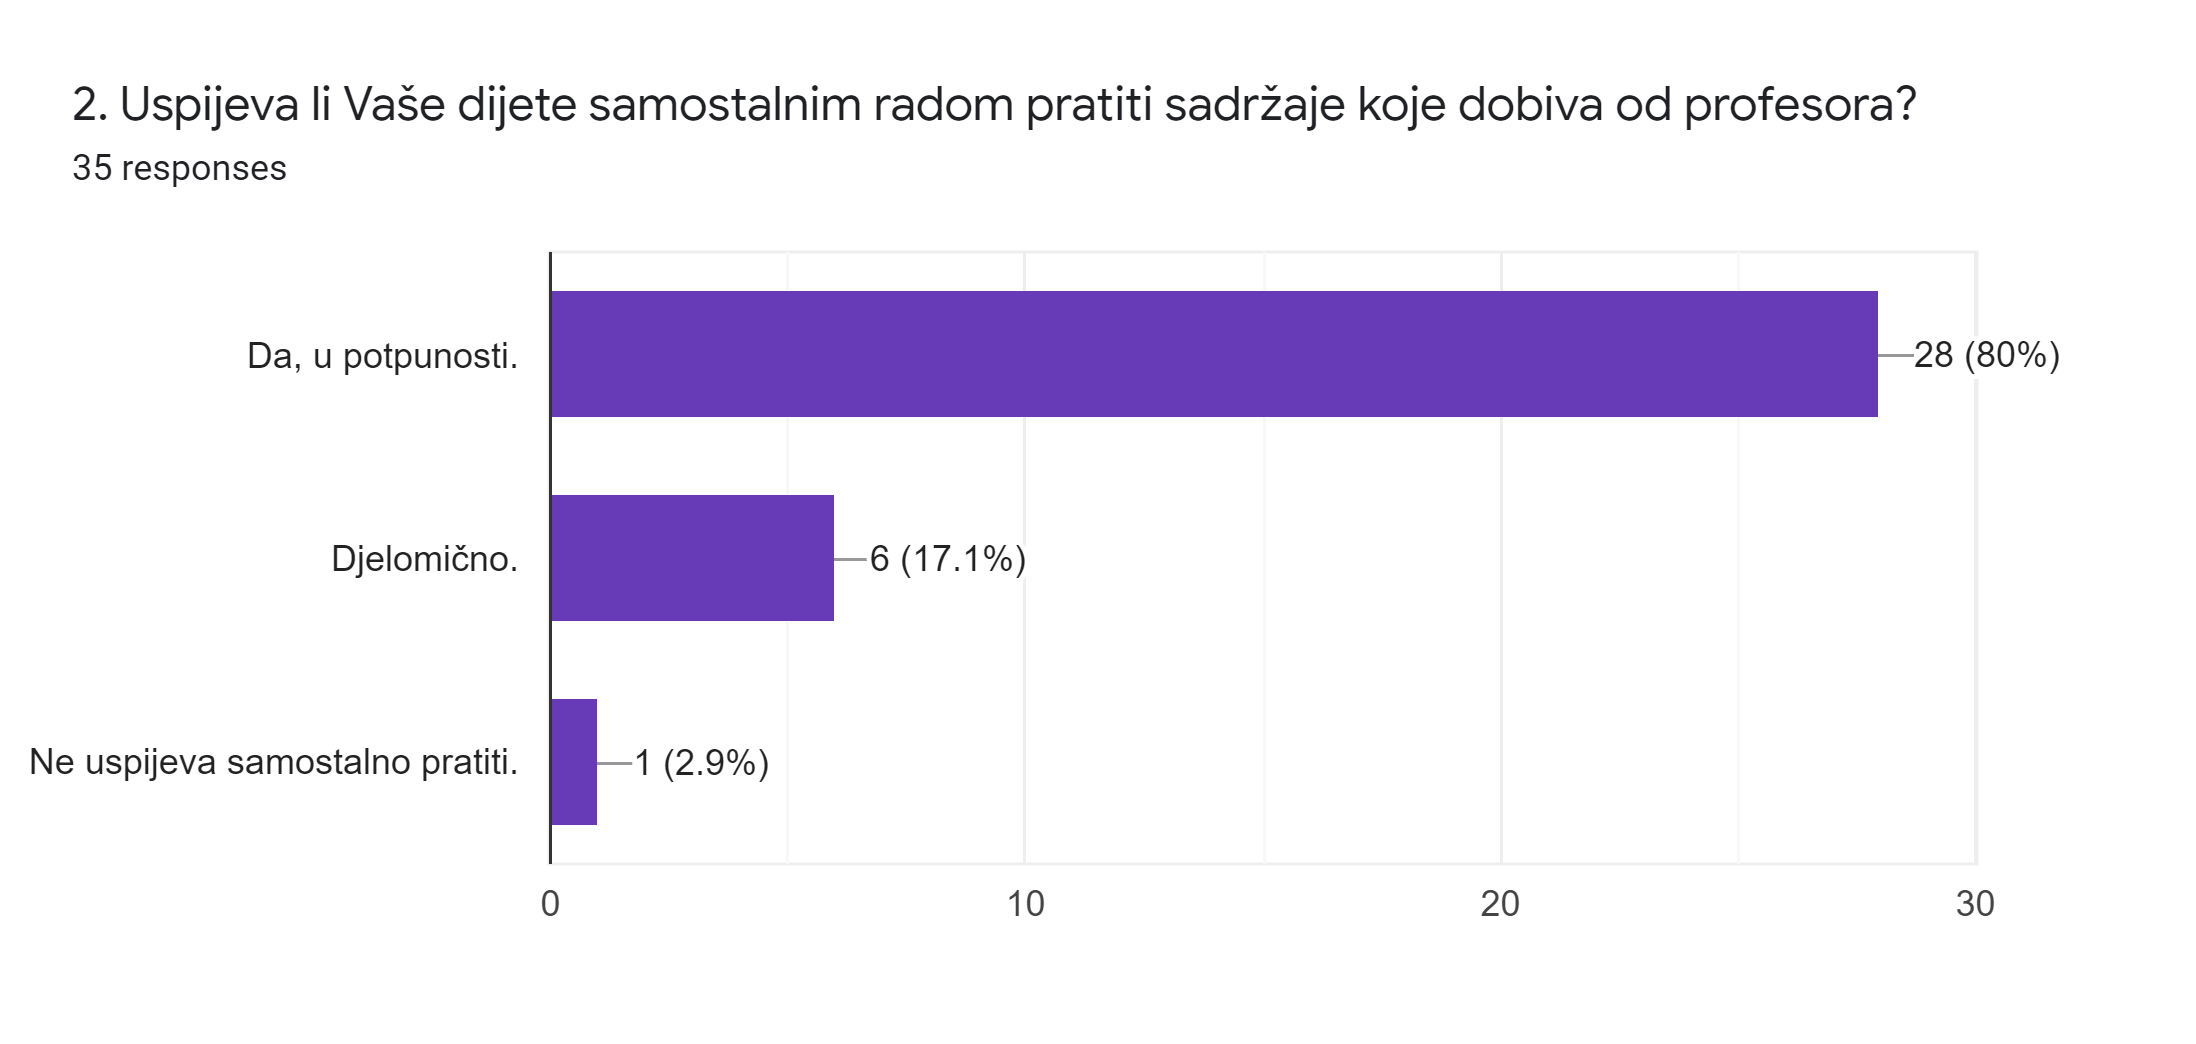 2. Uspijeva li Vaše dijete samostalnim radom pratiti sadržaje koje dobiva od profesora?
35 responses
Da, u potpunosti.
28 (80%)
Djelomično.
6 (17.1%)
Ne uspijeva samostalno pratiti.
1 (2.9%)
0 10 20 30